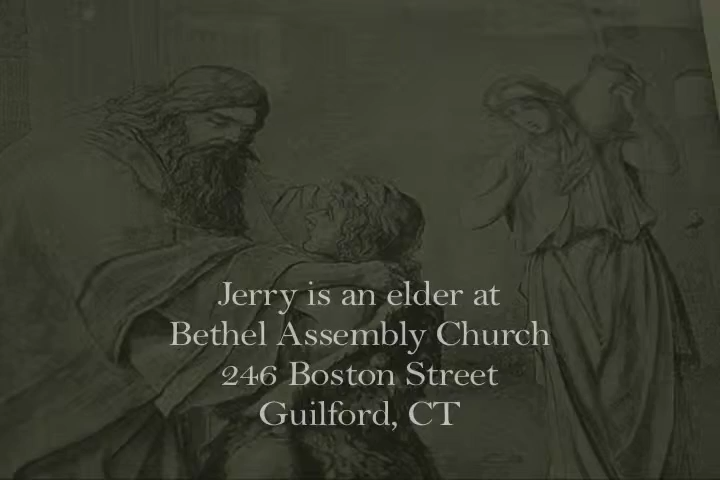 Jerry is an elder at
Bethel Assembly Church
246 Boston Street
Guilford, CT